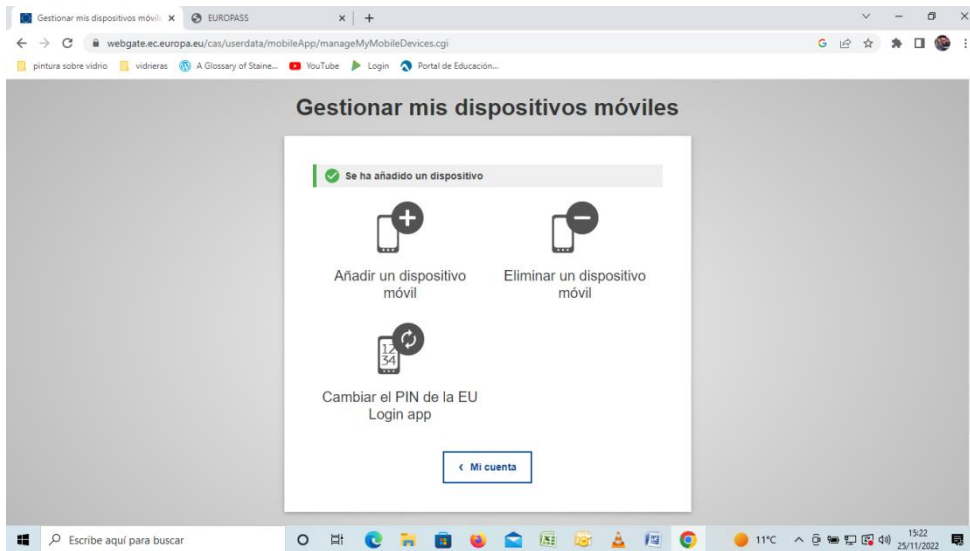 Gestionar mis dispositivos móvile
EUROPASS
webgate.ec.europa.eu/cas/userdata/mobileApp/manageMyMobileDevices.cgi
pintura sobre vidrio
vidrieras
A Glossary of Staine...
YouTube
Login
Portal de Educación...
Gestionar mis dispositivos móviles
Se ha añadido un dispositivo
Añadir un dispositivo
móvil
Eliminar un dispositivo
móvil
12
34
Cambiar el PIN de la EU
Login app
‹ Mi cuenta
Escribe aquí para buscar
11°C
15:22
25/11/2022